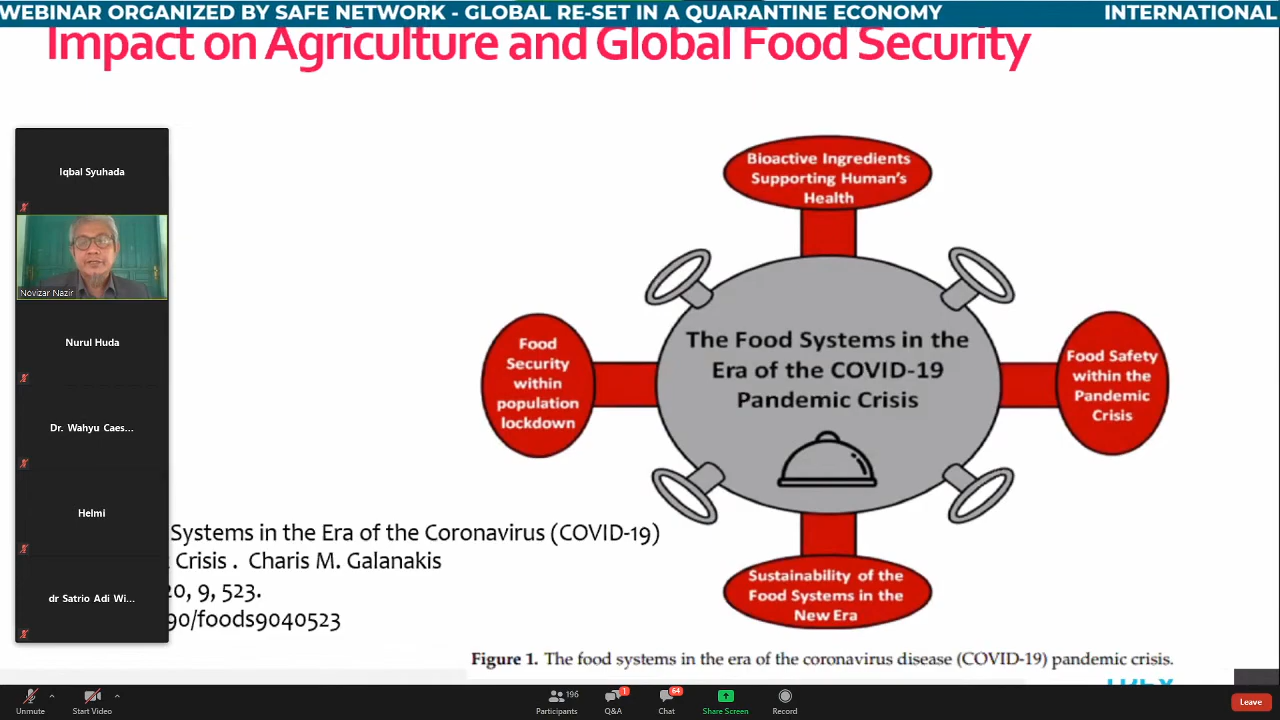 WEBINAR ORGANIZED BY SAFE NETWORK - GLOBAL RE-SET IN A QUARANTINE ECONOMY INTERNATIONAL
Impact on Agriculture and Global Food Security
Iqbal Syuhada
Novizar Nazir
Nurul Huda
Dr. Wahyu Caes...
Helmi
dr Satrio Adi Wi...
Bioactive Ingredients
Supporting Human's
Health
Food
Security
within
population
lockdown
The Food Systems in the
Era of the COVID-19
Pandemic Crisis
Food Safety
within the
Pandemic
Crisis
Sustainability of the
Food Systems in the
New Era
Systems in the Era of the Coronavirus (COVID-19)
Crisis . Charis M. Galanakis
20, 9, 523.
90/foods9040523
Figure 1. The food systems in the era of the coronavirus disease (COVID-19) pandemic crisis.
Unmute
Start Video
196
Participants
1
Q&A
64
Chat
Share Screen
Record
Leave